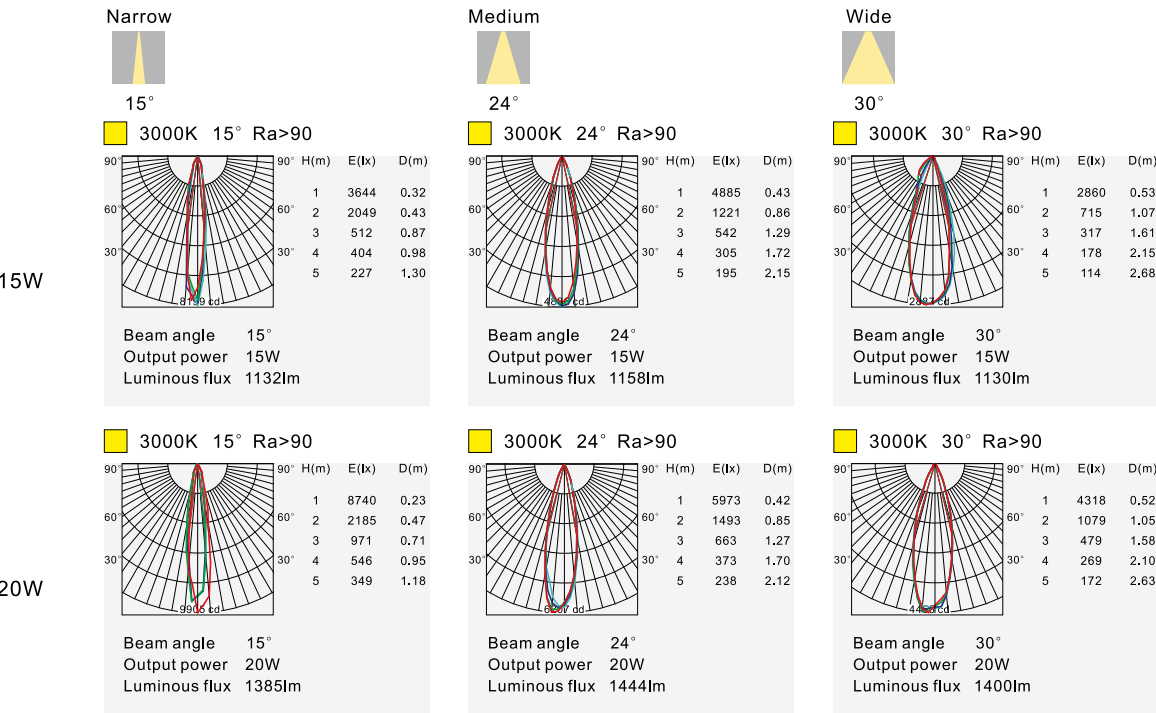 Narrow
15°
Medium
24°
Wide
30°
15W
3000K 15° Ra>90
90° 90° H(m) E(lx) D(m)
1 3644 0.32
60° 60° 2 2049 0.43
3 512 0.87
30° 30° 4 404 0.98
5 227 1.30
8199 cd
Beam angle 15°
Output power 15W
Luminous flux 1132lm
3000K 24° Ra>90
90° 90° H(m) E(lx) D(m)
1 4885 0.43
60° 60° 2 1221 0.86
3 542 1.29
30° 30° 4 305 1.72
5 195 2.15
cd
Beam angle 24°
Output power 15W
Luminous flux 1158lm
3000K 30° Ra>90
90° 90° H(m) E(lx) D(m)
1 2860 0.53
60° 60° 2 715 1.07
3 317 1.61
30° 30° 4 178 2.15
5 114 2.68
cd
Beam angle 30°
Output power 15W
Luminous flux 1130lm
20W
3000K 15° Ra>90
90° 90° H(m) E(lx) D(m)
1 8740 0.23
60° 60° 2 2185 0.47
3 971 0.71
30° 30° 4 546 0.95
5 349 1.18
cd
Beam angle 15°
Output power 20W
Luminous flux 1385lm
3000K 24° Ra>90
90° 90° H(m) E(lx) D(m)
1 5973 0.42
60° 60° 2 1493 0.85
3 663 1.27
30° 30° 4 373 1.70
5 238 2.12
cd
Beam angle 24°
Output power 20W
Luminous flux 1444lm
3000K 30° Ra>90
90° 90° H(m) E(lx) D(m)
1 4318 0.52
60° 60° 2 1079 1.05
3 479 1.58
30° 30° 4 269 2.10
5 172 2.63
cd
Beam angle 30°
Output power 20W
Luminous flux 1400lm